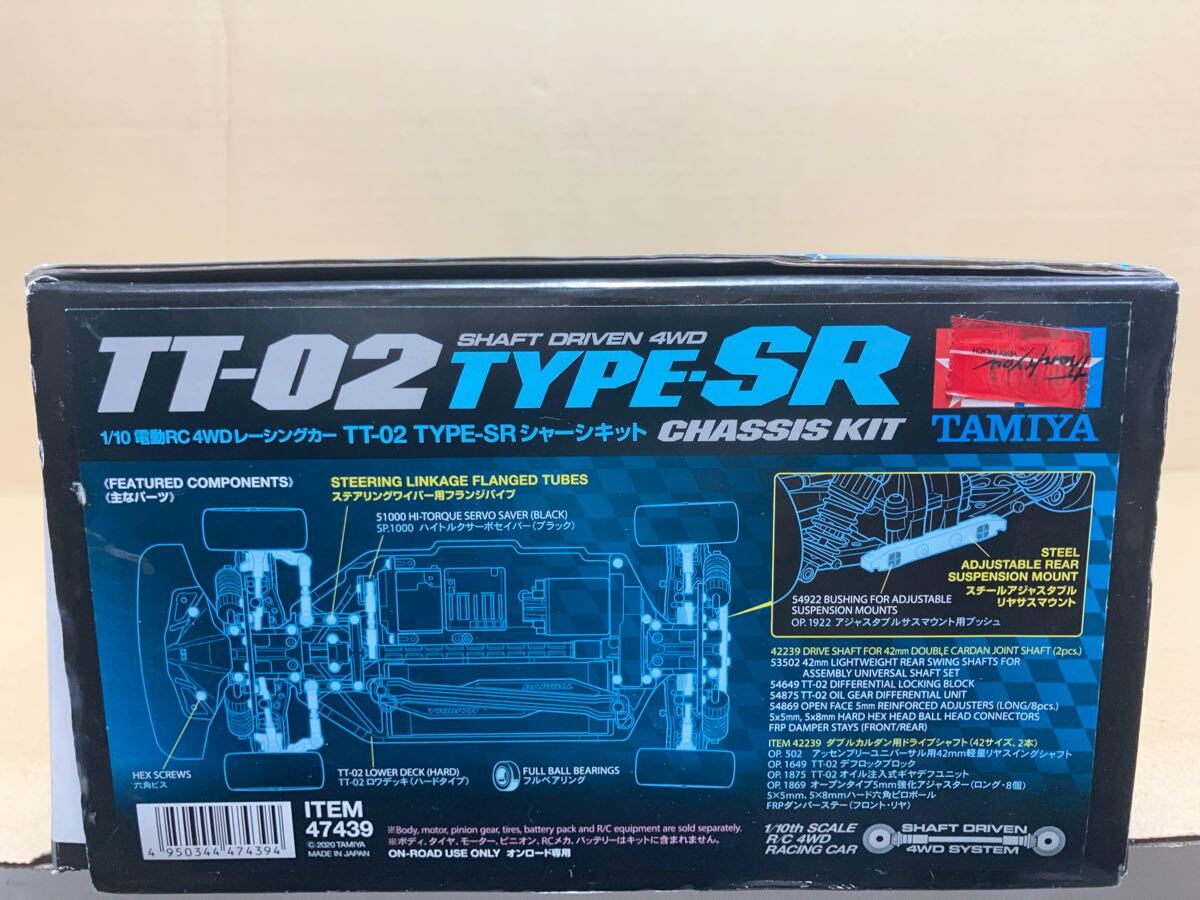 SHAFT DRIVEN 4WD
TT-02 TYPE-SR
1/10 電動RC 4WDレーシングカー TT-02 TYPE-SRシャーシキット CHASSIS KIT
Thank you
VERY MUCH
TAMIYA
《FEATURED COMPONENTS》
《主なパーツ》
STEERING LINKAGE FLANGED TUBES
ステアリングワイパー用フランジパイプ
51000 HI-TORQUE SERVO SAVER (BLACK)
SP.1000 ハイトルクサーボセイバー(ブラック)
STEEL
ADJUSTABLE REAR
SUSPENSION MOUNT
スチールアジャスタブル
リヤサスマウント
54922 BUSHING FOR ADJUSTABLE
SUSPENSION MOUNTS
OP. 1922 アジャスタブルサスマウント用ブッシュ
42239 DRIVE SHAFT FOR 42mm DOUBLE CARDAN JOINT SHAFT (2pcs.)
53502 42mm LIGHTWEIGHT REAR SWING SHAFTS FOR
ASSEMBLY UNIVERSAL SHAFT SET
54649 TT-02 DIFFERENTIAL LOCKING BLOCK
54875 TT-02 OIL GEAR DIFFERENTIAL UNIT
54869 OPEN FACE 5mm REINFORCED ADJUSTERS (LONG/8pcs.)
5x5mm, 5x8mm HARD HEX HEAD BALL HEAD CONNECTORS
FRP DAMPER STAYS (FRONT/REAR)
ITEM 42239 ダブルカルダン用ドライブシャフト(42サイズ、2本)
OP. 502 アッセンブリーユニバーサル用42mm軽量リヤスイングシャフト
OP. 1649 TT-02 デフロックブロック
OP. 1875 TT-02 オイル注入式ギヤデフユニット
OP. 1869 オープンタイプ5mm強化アジャスター(ロング・8個)
5×5mm、5×8mmハード六角ピロボール
FRPダンパーステー(フロント・リヤ)
HEX SCREWS
六角ビス
TT-02 LOWER DECK (HARD)
TT-02 ロワデッキ(ハードタイプ)
FULL BALL BEARINGS
フルベアリング
4 950344 474394
ITEM
47439
©2020 TAMIYA
MADE IN JAPAN
※Body, motor, pinion gear, tires, battery pack and R/C equipment are sold separately.
※ボディ、タイヤ、モーター、ピニオン、RCメカ、バッテリーはキットに含まれません。
ON-ROAD USE ONLY オンロード専用
1/10th SCALE
R/C 4WD
RACING CAR
SHAFT DRIVEN
4WD SYSTEM